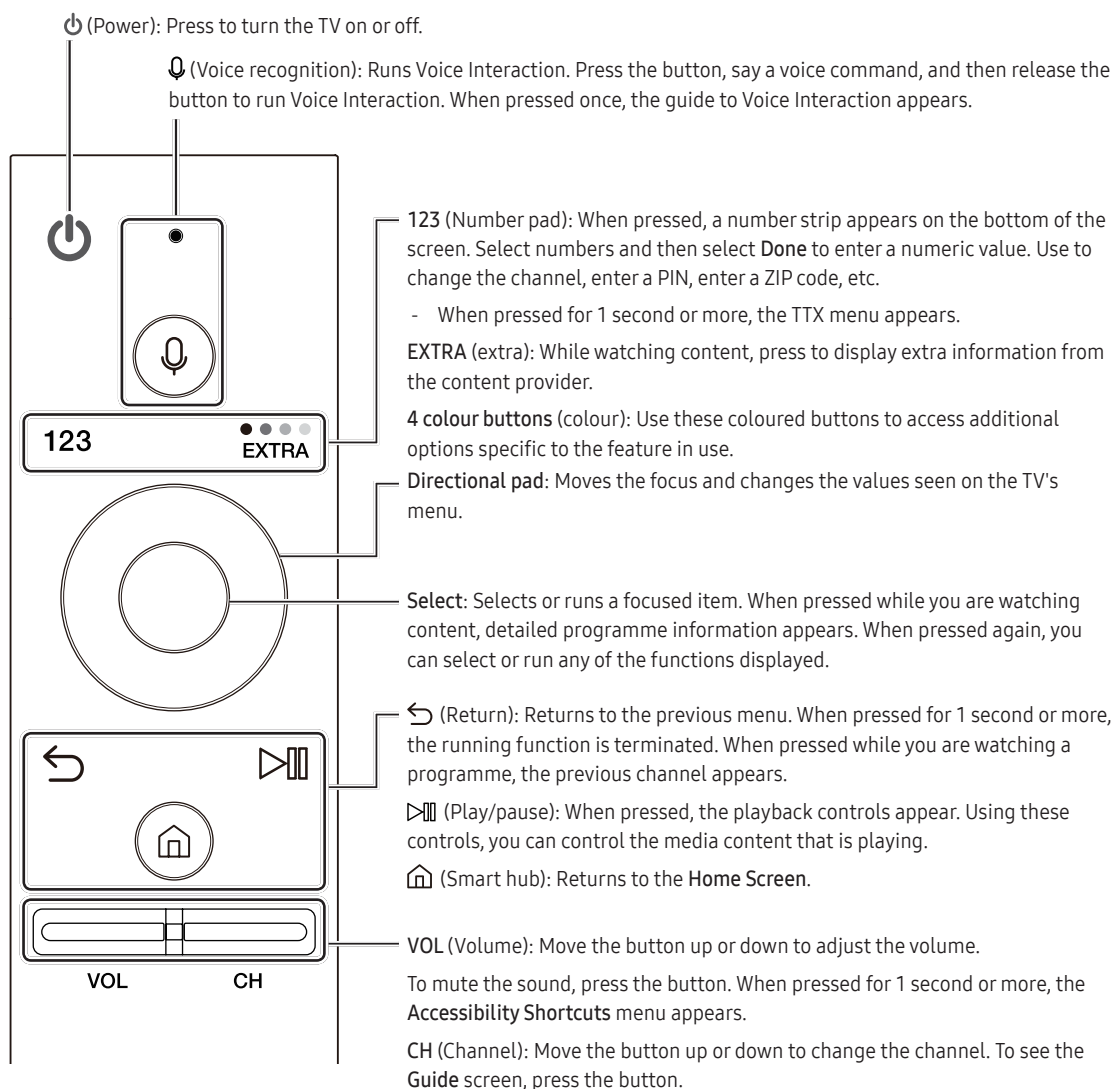 (Power): Press to turn the TV on or off.
(Voice recognition): Runs Voice Interaction. Press the button, say a voice command, and then release the
button to run Voice Interaction. When pressed once, the guide to Voice Interaction appears.
123 (Number pad): When pressed, a number strip appears on the bottom of the
screen. Select numbers and then select Done to enter a numeric value. Use to
change the channel, enter a PIN, enter a ZIP code, etc.
- When pressed for 1 second or more, the TTX menu appears.
EXTRA (extra): While watching content, press to display extra information from
the content provider.
4 colour buttons (colour): Use these coloured buttons to access additional
options specific to the feature in use.
123
EXTRA
Directional pad: Moves the focus and changes the values seen on the TV's
menu.
Select: Selects or runs a focused item. When pressed while you are watching
content, detailed programme information appears. When pressed again, you
can select or run any of the functions displayed.
(Return): Returns to the previous menu. When pressed for 1 second or more,
the running function is terminated. When pressed while you are watching a
programme, the previous channel appears.
(Play/pause): When pressed, the playback controls appear. Using these
controls, you can control the media content that is playing.
(Smart hub): Returns to the Home Screen.
VOL (Volume): Move the button up or down to adjust the volume.
To mute the sound, press the button. When pressed for 1 second or more, the
Accessibility Shortcuts menu appears.
CH (Channel): Move the button up or down to change the channel. To see the
Guide screen, press the button.
VOL
CH